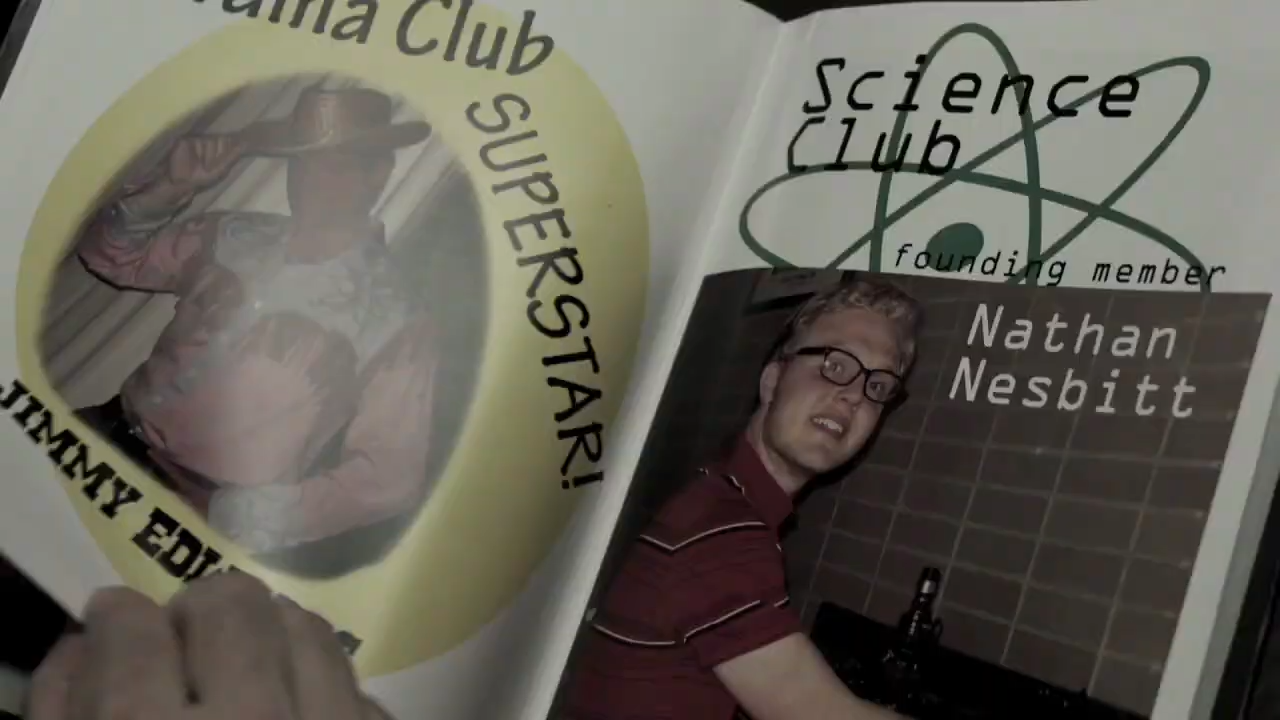 Club
SUPERSTAR!
JIMMY
Science
Club
founding member
Nathan
Nesbitt